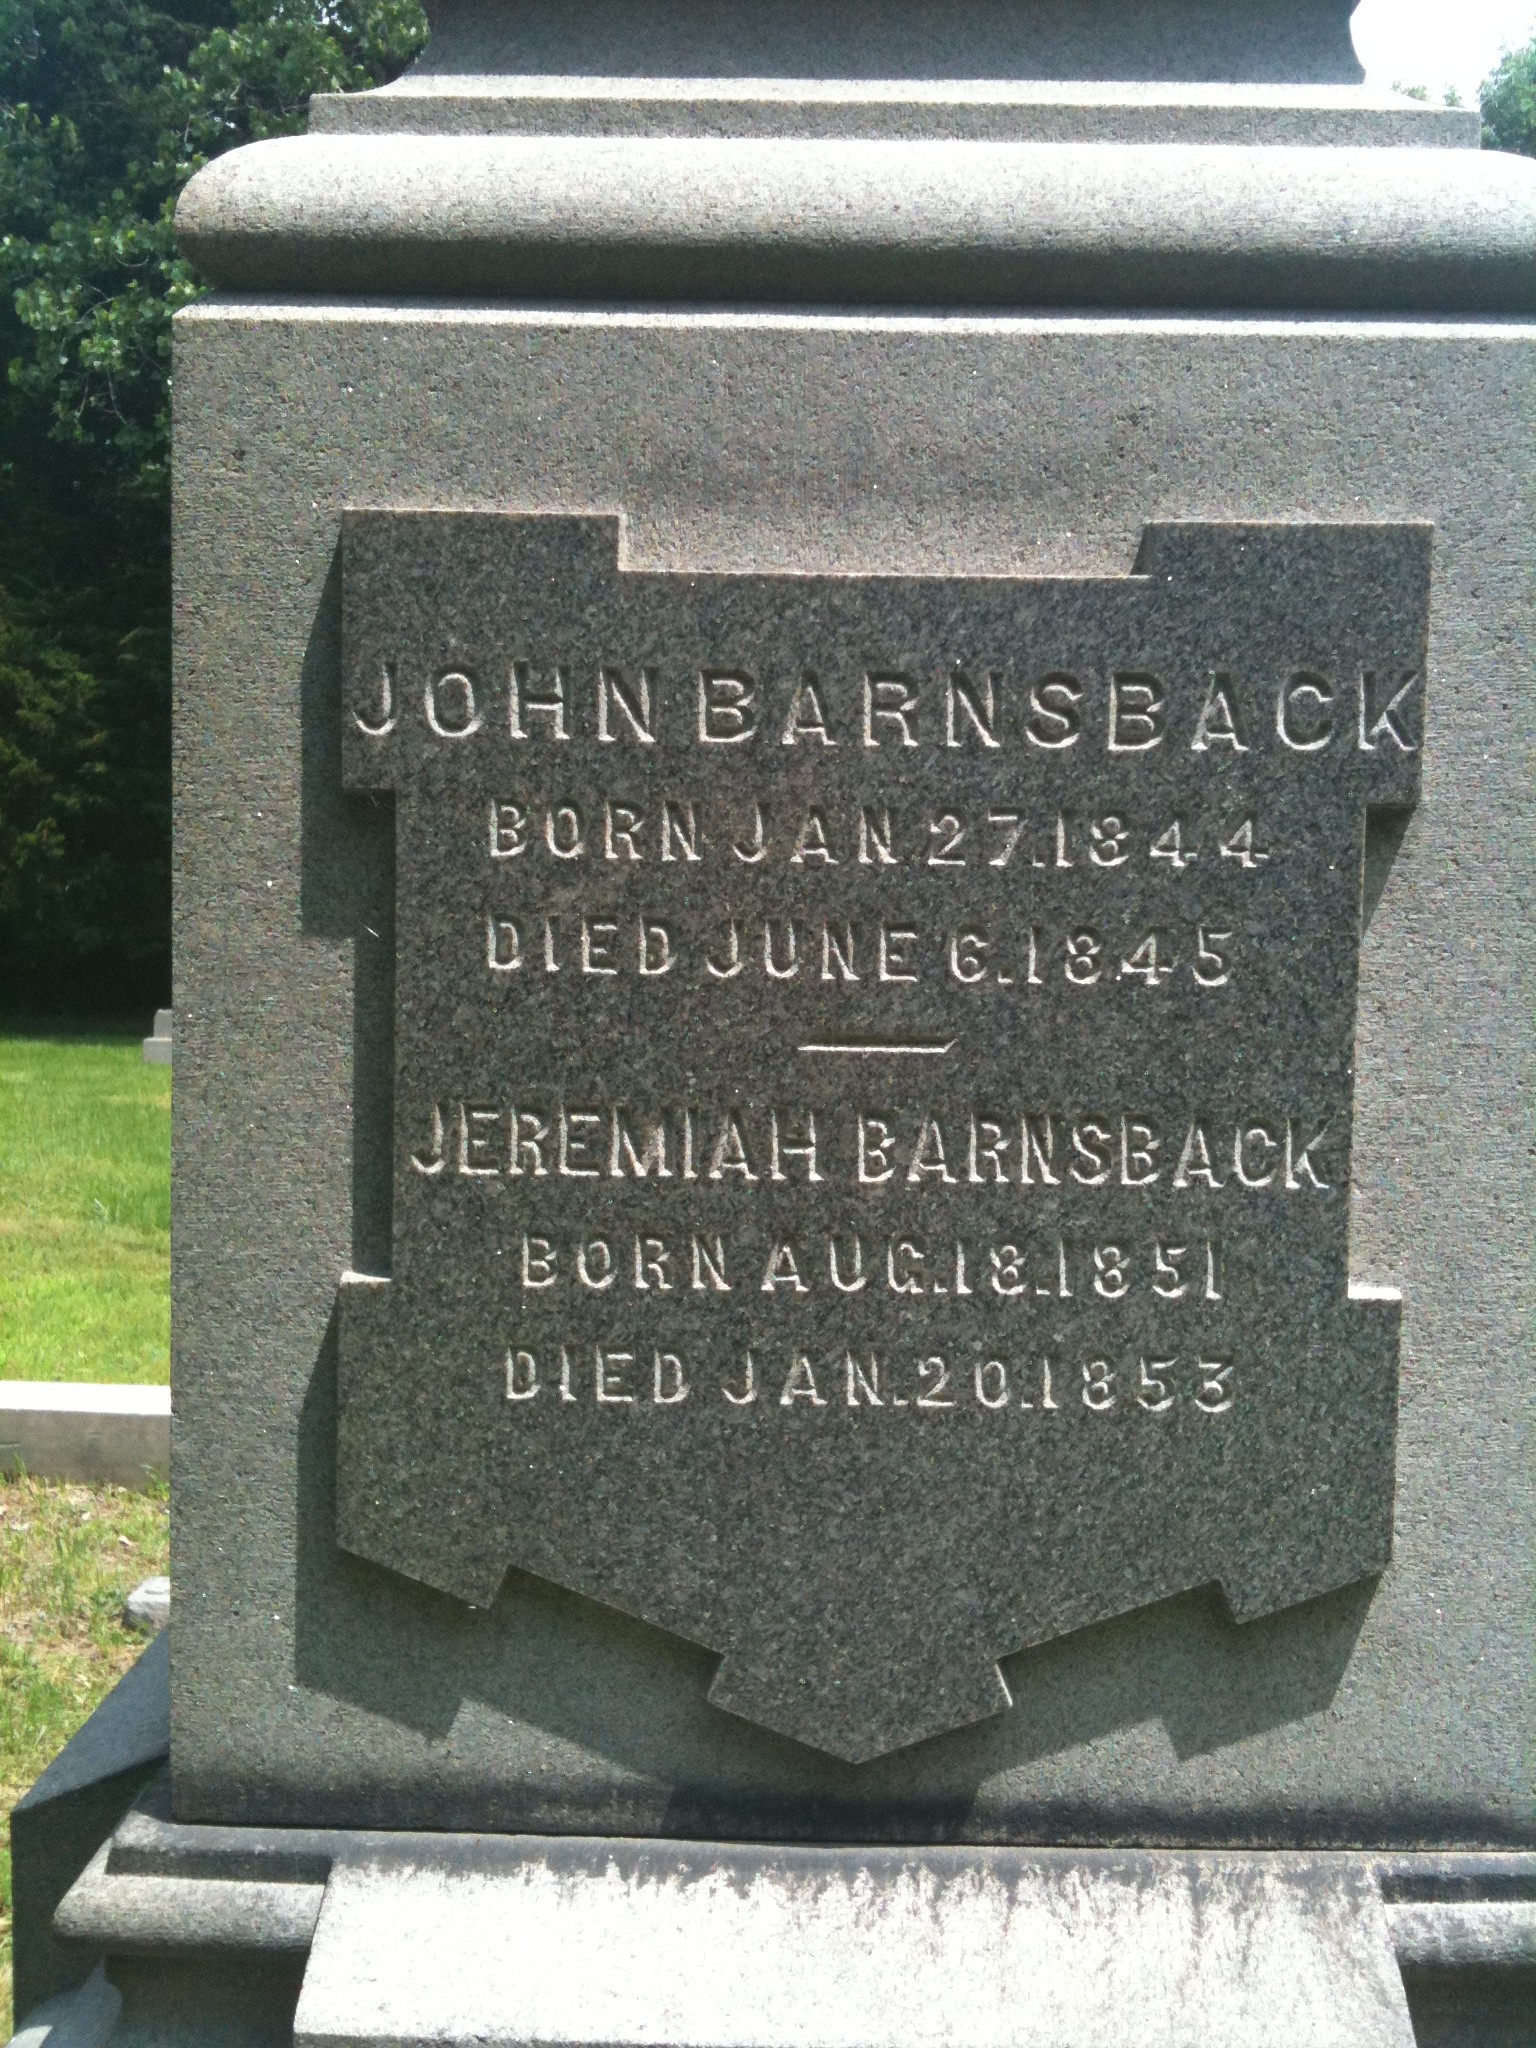 JOHN BARNSBACK
BORN JAN. 27. 1844
DIED JUNE 6. 1845
JEREMIAH BARNSBACK
BORN AUG. 18. 1851
DIED JAN. 20. 1853